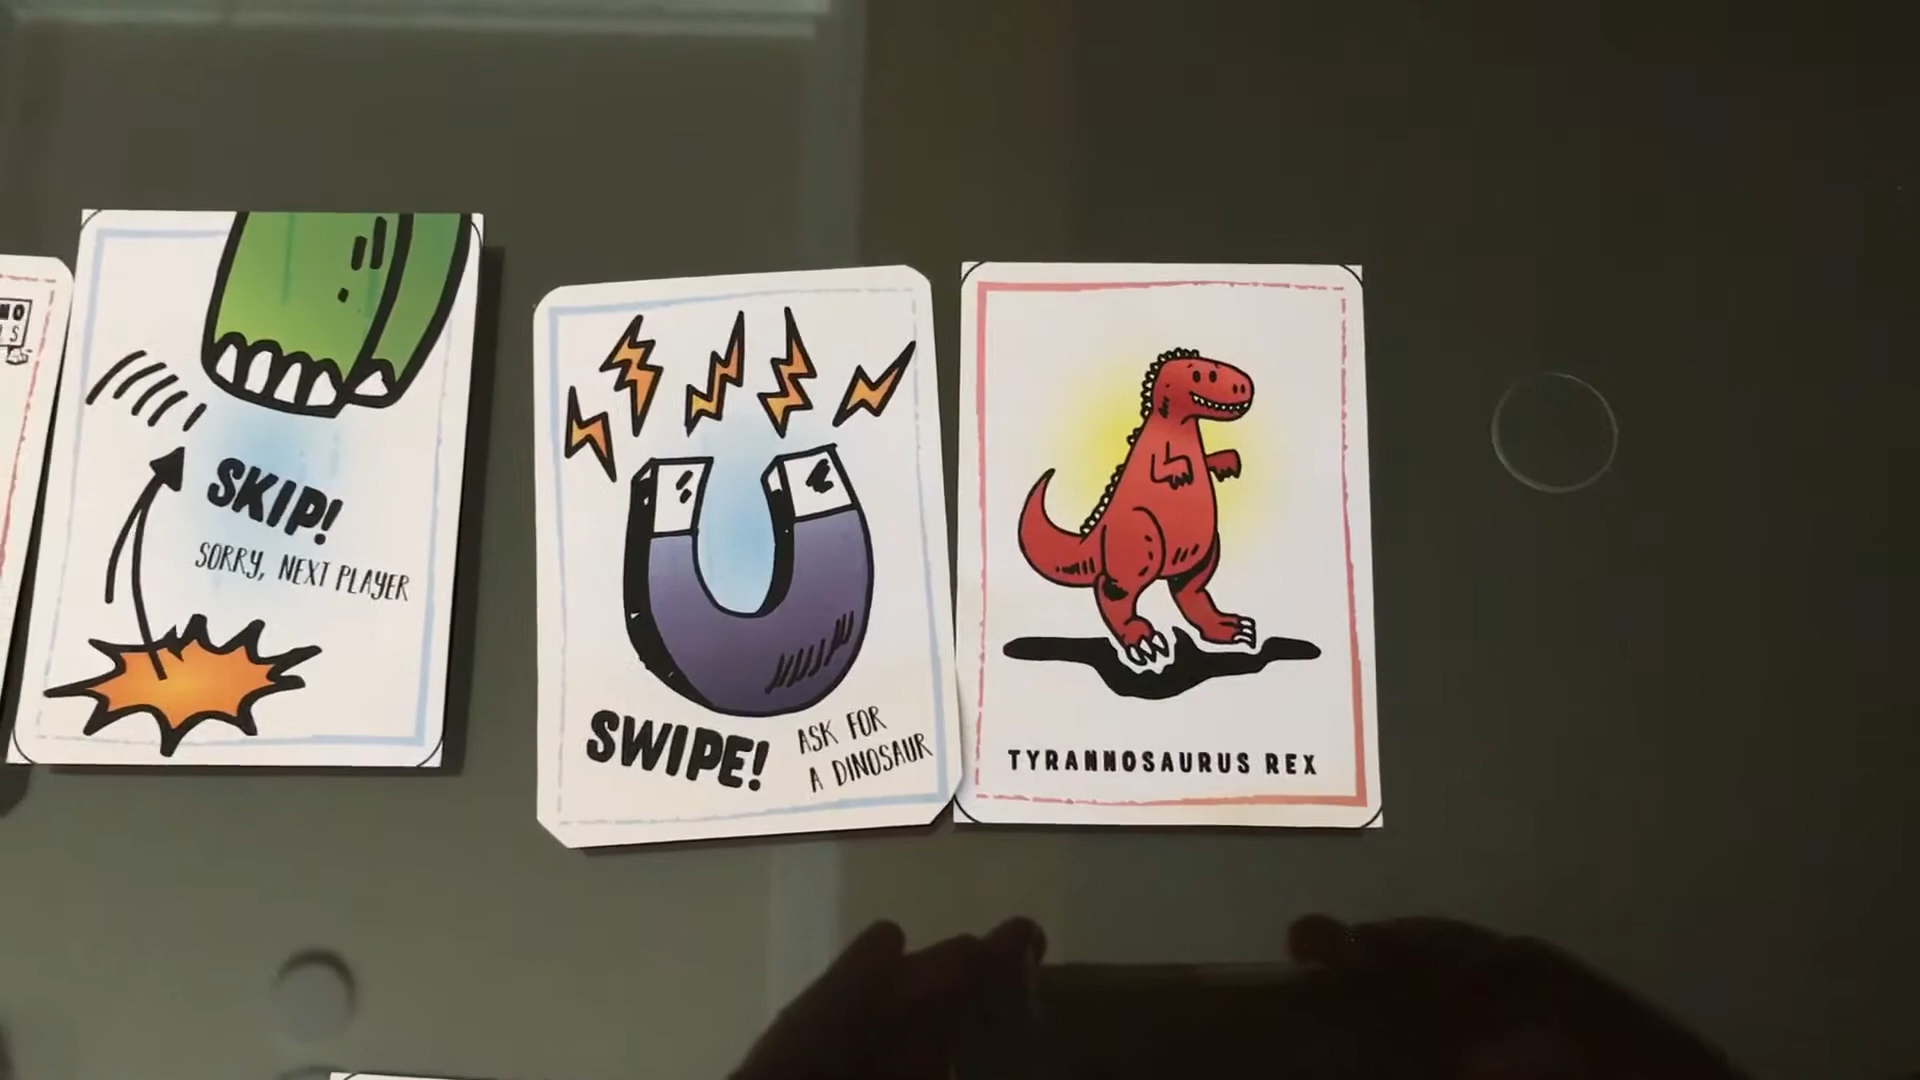 SKIP!
SORRY, NEXT PLAYER
SWIPE!
ASK FOR
A DINOSAUR
TYRANNOSAURUS REX